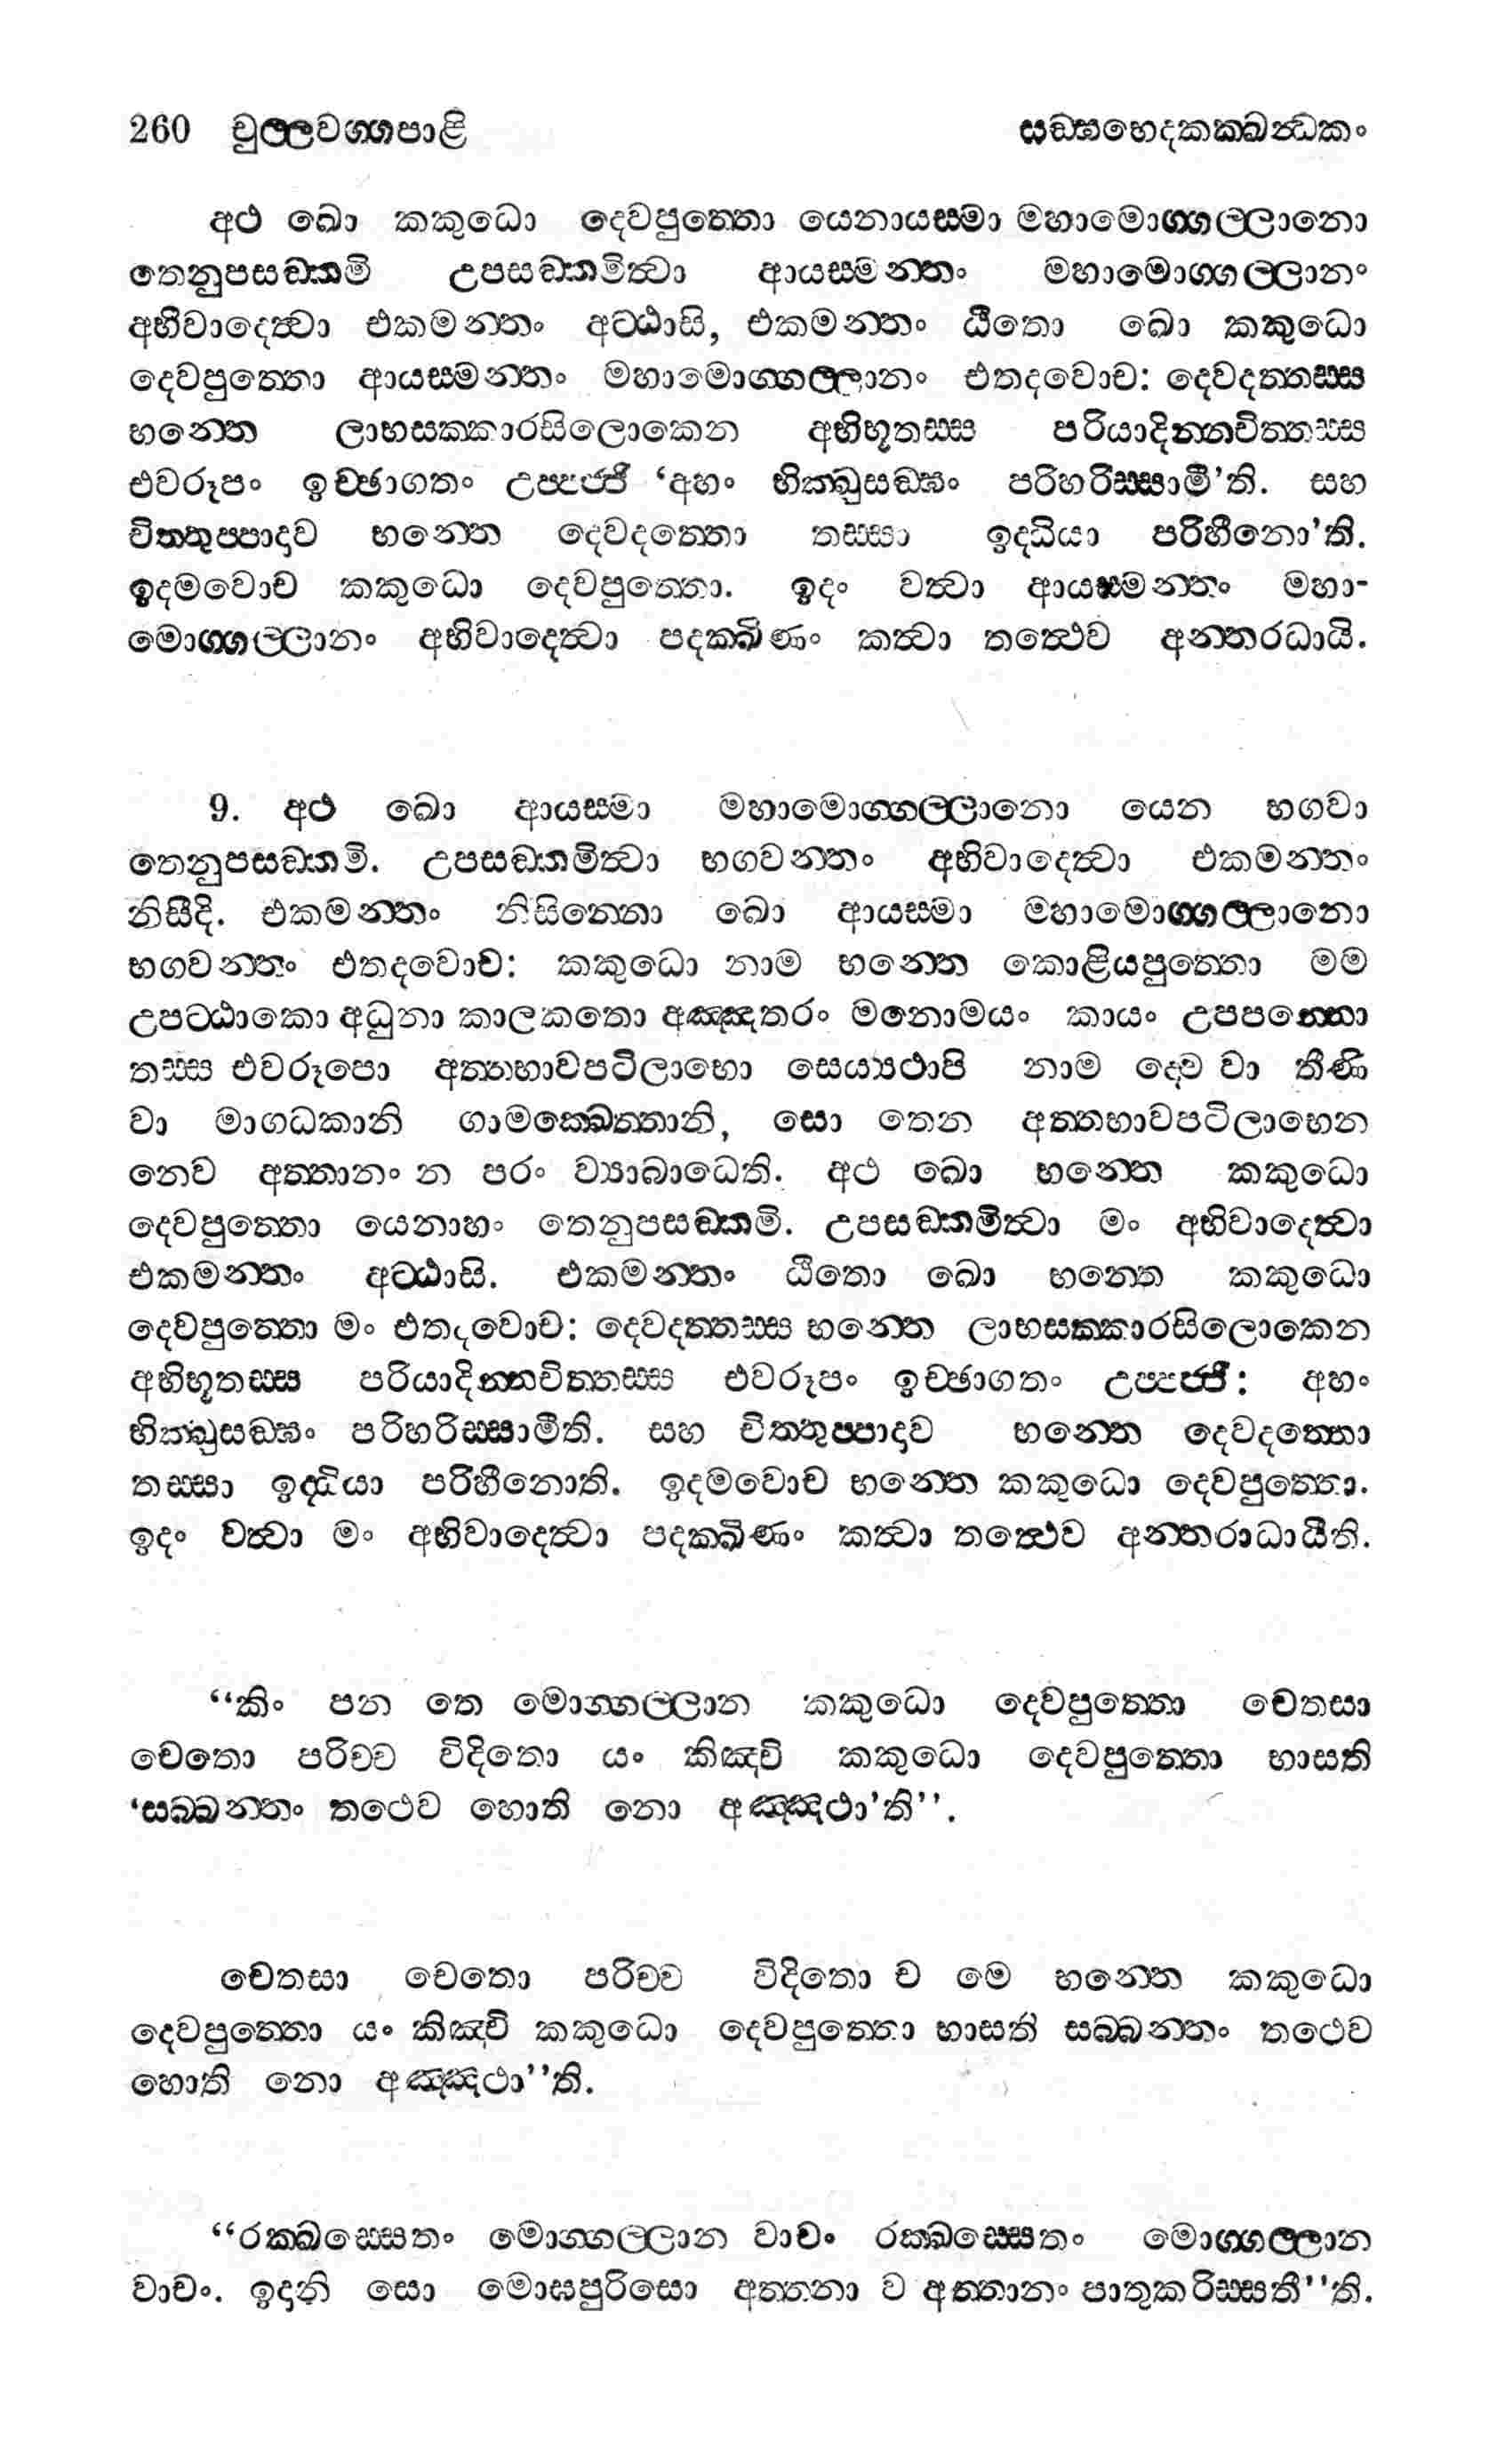 260 චුල්ලවග්ගපාළි සඞ්ඝභෙදකක්ඛන්ධකං
අථ ඛො කකුධො දෙවපුත්තො යෙනායස්මා මහාමොග්ගල්ලානො
තෙනුපසඞ්කමි උපසඞ්කමිත්වා ආයස්මන්තං මහාමොග්ගල්ලානං
අභිවාදෙත්වා එකමන්තං අට්ඨාසි, එකමන්තං ඨීතො ඛො කකුධො
දෙවපුත්තො ආයස්මන්තං මහාමොග්ගල්ලානං එතදවොච: දෙවදත්තස්ස
භන්තෙ ලාභසක්කාරසිලොකෙන අභිභූතස්ස පරියාදින්නචිත්තස්ස
එවරූපං ඉච්ඡාගතං උප්පජ්ජි ‘අහං භික්ඛුසඞ්ඝං පරිහරිස්සාමී’ති. සහ
චිත්තුප්පාදාව භන්තෙ දෙවදත්තො තස්සා ඉද්ධියා පරිහීනො’ති.
ඉදමවොච කකුධො දෙවපුත්තො. ඉදං වත්වා ආයස්මන්තං මහා-
මොග්ගල්ලානං අභිවාදෙත්වා පදක්ඛිණං කත්වා තත්ථෙව අන්තරධායි.
9. අථ ඛො ආයස්මා මහාමොග්ගල්ලානො යෙන භගවා
තෙනුපසඞ්කමි. උපසඞ්කමිත්වා භගවන්තං අභිවාදෙත්වා එකමන්තං
නිසීදි. එකමන්තං නිසින්නො ඛො ආයස්මා මහාමොග්ගල්ලානො
භගවන්තං එතදවොච: කකුධො නාම භන්තෙ කොළියපුත්තො මම
උපට්ඨාකො අධුනා කාලකතො අඤ්ඤතරං මනොමයං කායං උපපන්නො
තස්ස එවරූපො අත්තභාවපටිලාභො සෙය්‍යථාපි නාම ද්වෙ වා තීණි
වා මාගධකානි ගාමක්ඛෙත්තානි, සො තෙන අත්තභාවපටිලාභෙන
නෙව අත්තානං න පරං ව්‍යාබාධෙති. අථ ඛො භන්තෙ කකුධො
දෙවපුත්තො යෙනාහං තෙනුපසඞ්කමි. උපසඞ්කමිත්වා මං අභිවාදෙත්වා
එකමන්තං අට්ඨාසි. එකමන්තං ඨිතො ඛො භන්තෙ කකුධො
දෙවපුත්තො මං එතදවොච: දෙවදත්තස්ස භන්තෙ ලාභසක්කාරසිලොකෙන
අභිභූතස්ස පරියාදින්නචිත්තස්ස එවරූපං ඉච්ඡාගතං උප්පජ්ජි: අහං
භික්ඛුසඞ්ඝං පරිහරිස්සාමීති. සහ චිත්තුප්පාදාව භන්තෙ දෙවදත්තො
තස්සා ඉද්ධියා පරිහීනොති. ඉදමවොච භන්තෙ කකුධො දෙවපුත්තො.
ඉදං වත්වා මං අභිවාදෙත්වා පදක්ඛිණං කත්වා තත්ථෙව අන්තරාධායීති.
“කිං පන තෙ මොග්ගල්ලාන කකුධො දෙවපුත්තො චෙතසා
චෙතො පරිච්ච විදිතො යං කිඤ්චි කකුධො දෙවපුත්තො භාසති
‘සබ්බන්තං තථෙව හොති නො අඤ්ඤථා’ති”.
චෙතසා චෙතො පරිච්ච විදිතො ච මෙ භන්තෙ කකුධො
දෙවපුත්තො යං කිඤ්චි කකුධො දෙවපුත්තො භාසති සබ්බන්තං තථෙව
හොති නො අඤ්ඤථා”ති.
“රක්ඛස්සෙතං මොග්ගල්ලාන වාචං රක්ඛස්සෙතං මොග්ගල්ලාන
වාචං. ඉදානි සො මොඝපුරිසො අත්තනා ව අත්තානං පාතුකරිස්සතී”ති.